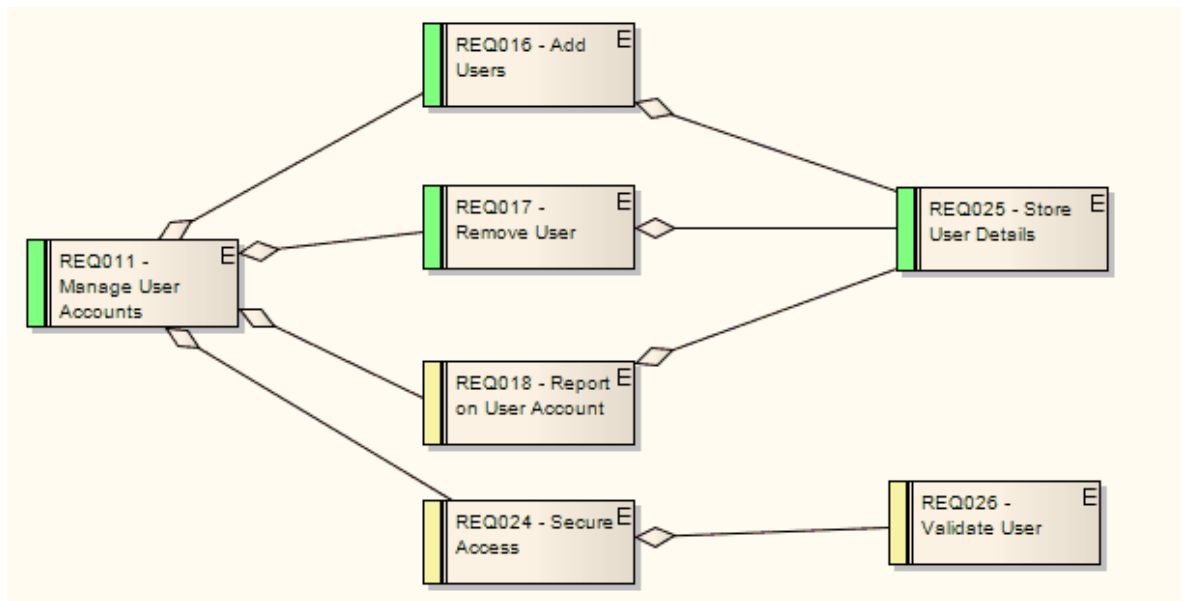 REQ016 - Add
Users
E
REQ017 -
Remove User
E
REQ025 - Store
User Details
E
REQ011 -
Manage User
Accounts
E
REQ018 - Report
on User Account
E
REQ024 - Secure
Access
E
REQ026 -
Validate User
E